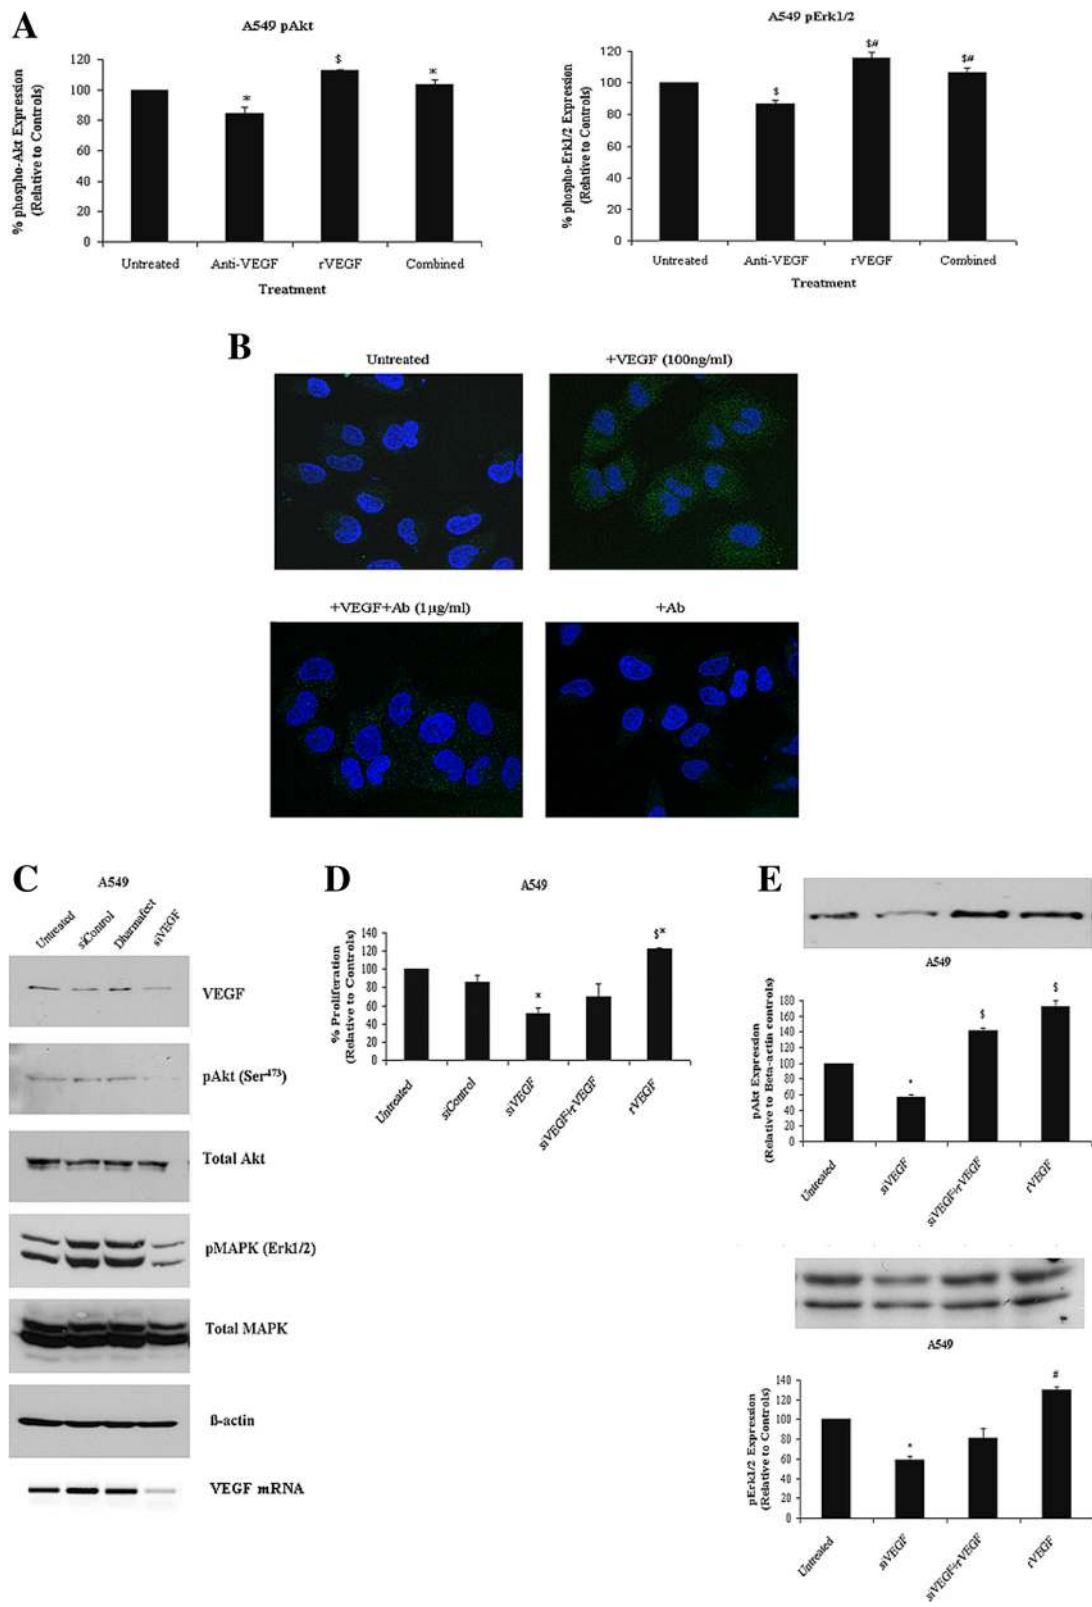 A
A549 pAkt
% phospho-Akt Expression
(Relative to Controls)
120
100
80
60
40
20
0
*
$
*
Untreated
Anti-VEGF
rVEGF
Combined
Treatment
A549 pErk1/2
% phospho-Erk1/2 Expression
(Relative to Controls)
120
100
80
60
40
20
0
$
$#
$#
Untreated
Anti-VEGF
rVEGF
Combined
Treatment
B
Untreated
+VEGF (100ng/ml)
+VEGF+Ab (1µg/ml)
+Ab
C
A549
Untreated
siControl
Dharmafect
siVEGF
VEGF
pAkt (Ser473)
Total Akt
pMAPK (Erk1/2)
Total MAPK
ß-actin
VEGF mRNA
D
A549
% Proliferation
(Relative to Controls)
140
120
100
80
60
40
20
0
*
$*
Untreated
siControl
siVEGF
siVEGF+rVEGF
rVEGF
E
A549
pAkt Expression
(Relative to Beta-actin controls)
180
160
140
120
100
80
60
40
20
0
*
$
$
Untreated
siVEGF
siVEGF+rVEGF
rVEGF
A549
pErk1/2 Expression
(Relative to Controls)
140
120
100
80
60
40
20
0
*
#
Untreated
siVEGF
siVEGF+rVEGF
rVEGF